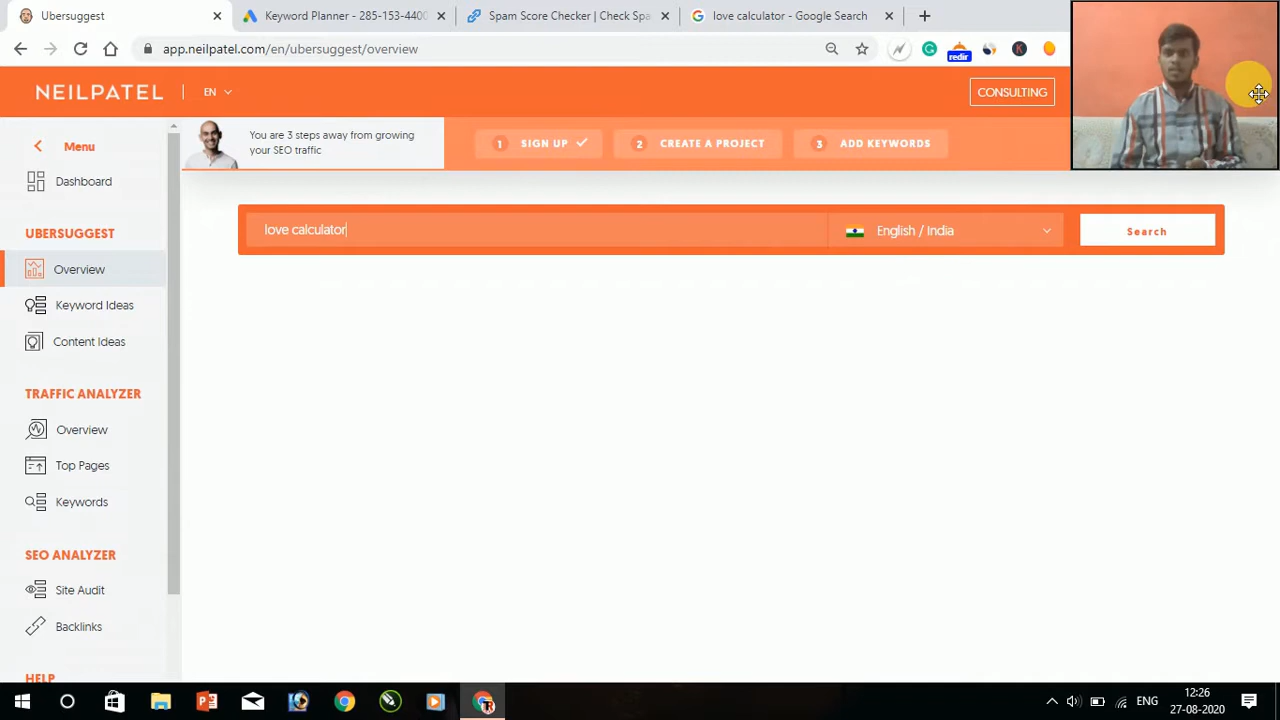 Ubersuggest
Keyword Planner - 285-153-4400
Spam Score Checker | Check Spa
love calculator - Google Search
app.neilpatel.com/en/ubersuggest/overview
redir
NEILPATEL
EN
CONSULTING
Menu
You are 3 steps away from growing
your SEO traffic
1 SIGN UP
2 CREATE A PROJECT
3 ADD KEYWORDS
Dashboard
love calculator
English / India
Search
UBERSUGGEST
Overview
Keyword Ideas
Content Ideas
TRAFFIC ANALYZER
Overview
Top Pages
Keywords
SEO ANALYZER
Site Audit
Backlinks
HELP
ENG
12:26
27-08-2020